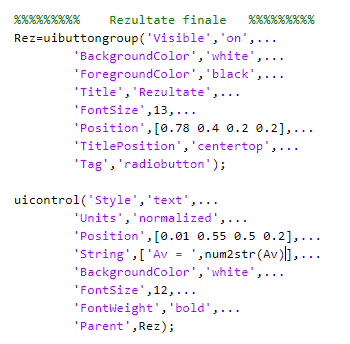 %%%%%%%%% Rezultate finale %%%%%%%%%
Rez=uibuttongroup('Visible','on',...
'BackgroundColor','white',...
'ForegroundColor','black',...
'Title','Rezultate',...
'FontSize',13,...
'Position',[0.78 0.4 0.2 0.2],...
'TitlePosition','centertop',...
'Tag','radiobutton');
uicontrol('Style','text',...
'Units','normalized',...
'Position',[0.01 0.55 0.5 0.2],...
'String',['Av = ',num2str(Av)],...
'BackgroundColor','white',...
'FontSize',12,...
'FontWeight','bold',...
'Parent',Rez);